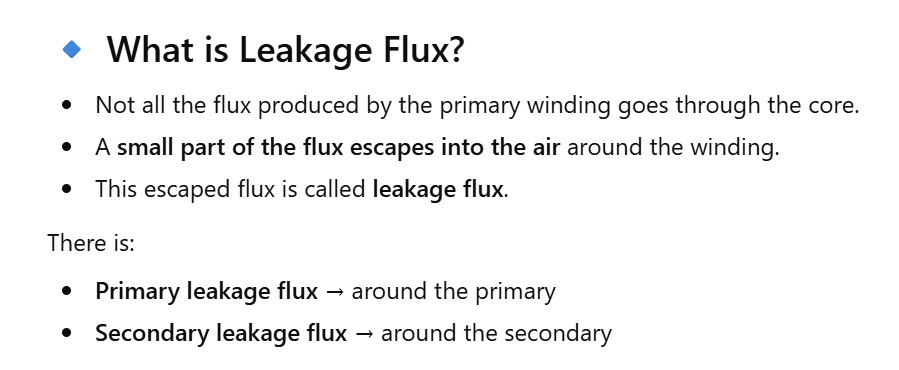 🔹 What is Leakage Flux?
• Not all the flux produced by the primary winding goes through the core.
• A small part of the flux escapes into the air around the winding.
• This escaped flux is called leakage flux.
There is:
• Primary leakage flux → around the primary
• Secondary leakage flux → around the secondary